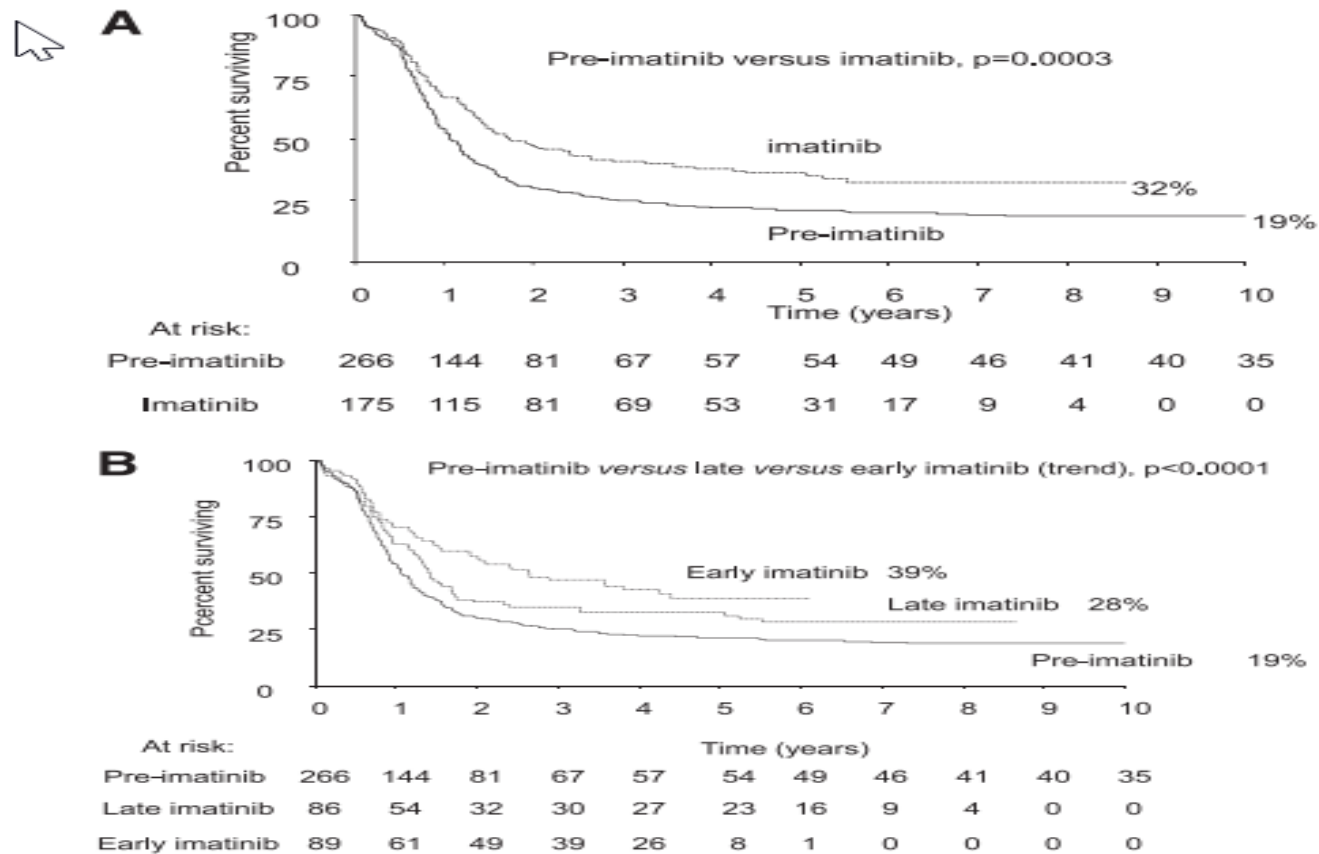 A
Percent surviving
100
75
50
25
0
Pre-imatinib versus imatinib, p=0.0003
imatinib
32%
19%
Pre-imatinib
0 1 2 3 4 5 6 7 8 9 10
Time (years)
At risk:
Pre-imatinib 266 144 81 67 57 54 49 46 41 40 35
Imatinib 175 115 81 69 53 31 17 9 4 0 0
B
Pcercent surviving
100
75
50
25
0
Pre-imatinib versus late versus early imatinib (trend), p<0.0001
Early imatinib 39%
Late imatinib 28%
Pre-imatinib 19%
0 1 2 3 4 5 6 7 8 9 10
At risk: Time (years)
Pre-imatinib 266 144 81 67 57 54 49 46 41 40 35
Late imatinib 86 54 32 30 27 23 16 9 4 0 0
Early imatinib 89 61 49 39 26 8 1 0 0 0 0